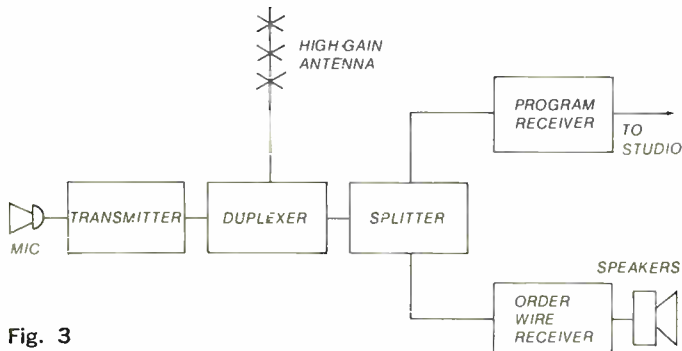 HIGH-GAIN
ANTENNA
PROGRAM
RECEIVER
TO
STUDIO
MIC
TRANSMITTER
DUPLEXER
SPLITTER
SPEAKERS
ORDER
WIRE
RECEIVER
Fig. 3